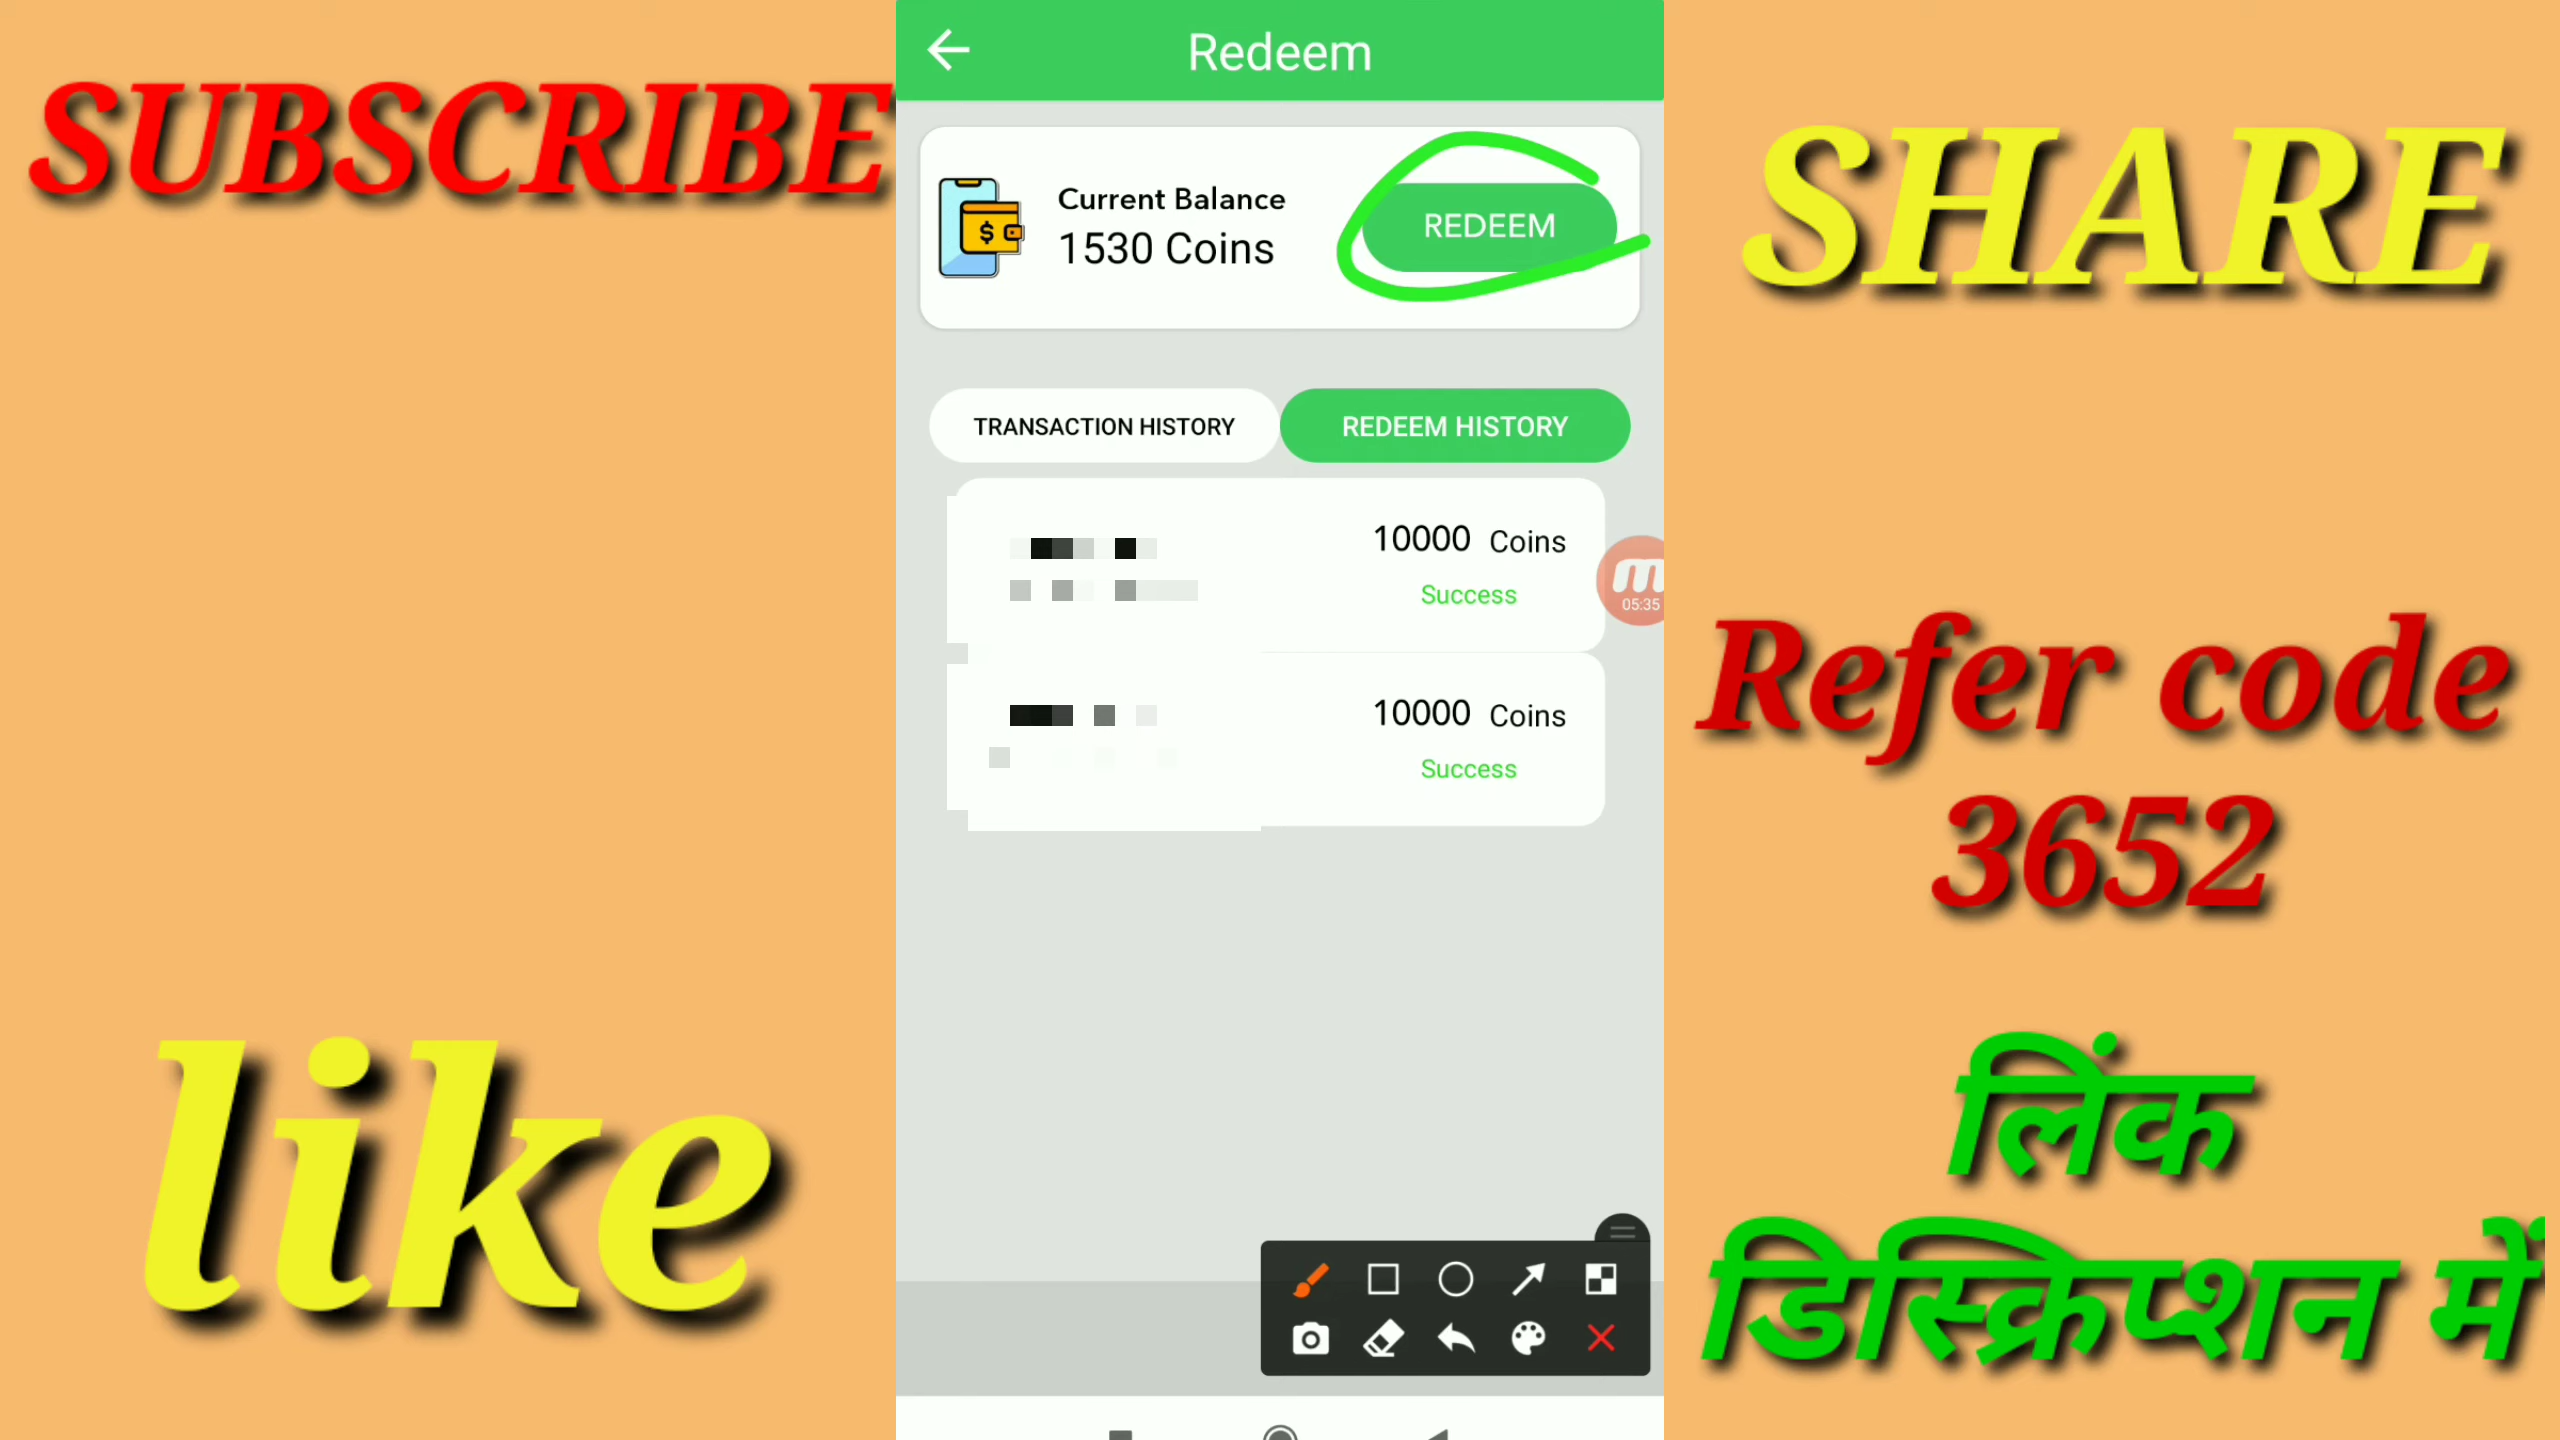 SUBSCRIBE
like
Redeem
Current Balance
1530 Coins
REDEEM
TRANSACTION HISTORY
REDEEM HISTORY
10000 Coins
Success
10000 Coins
Success
05:35
SHARE
Refer code
3652
लिंक
डिस्क्रिप्शन में